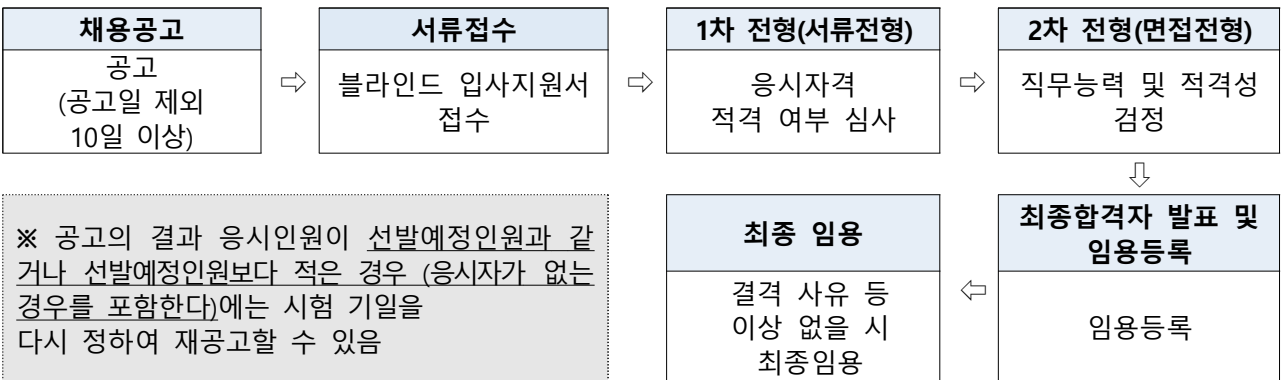 채용공고
공고
(공고일 제외
10일 이상)
⇨
서류접수
블라인드 입사지원서
접수
⇨
1차 전형(서류전형)
응시자격
적격 여부 심사
⇨
2차 전형(면접전형)
직무능력 및 적격성
검정
⇩
최종합격자 발표 및
임용등록
임용등록
⇦
최종 임용
결격 사유 등
이상 없을 시
최종임용
※ 공고의 결과 응시인원이 선발예정인원과 같
거나 선발예정인원보다 적은 경우 (응시자가 없는
경우를 포함한다)에는 시험 기일을
다시 정하여 재공고할 수 있음